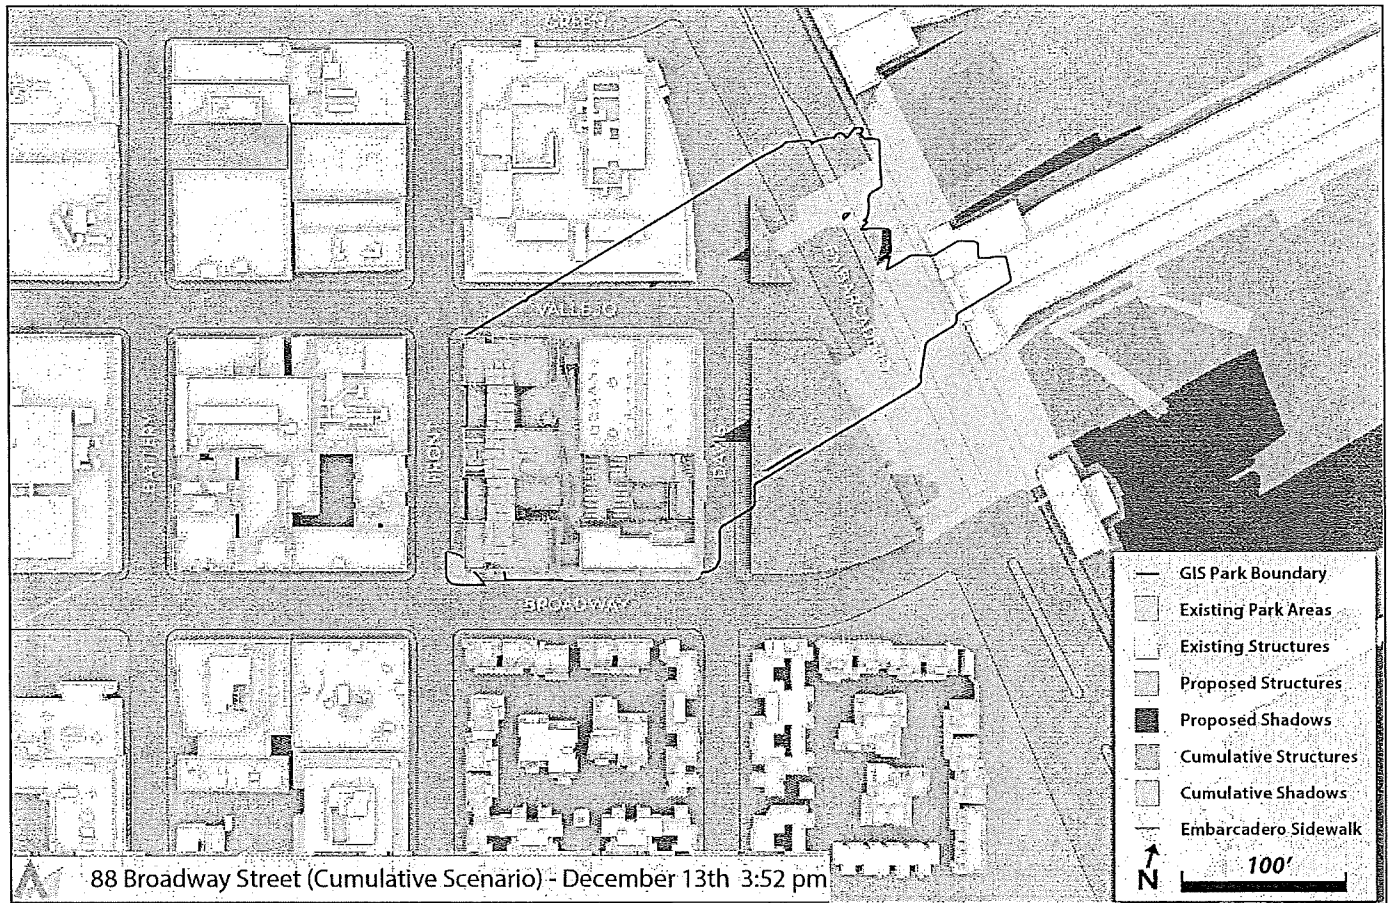 GREEN
VALLEJO
EMBARCADERO
BATTERY
FRONT
DAVIS
BROADWAY
GIS Park Boundary
Existing Park Areas
Existing Structures
Proposed Structures
Proposed Shadows
Cumulative Structures
Cumulative Shadows
Embarcadero Sidewalk
N
100'
88 Broadway Street (Cumulative Scenario) - December 13th 3:52 pm